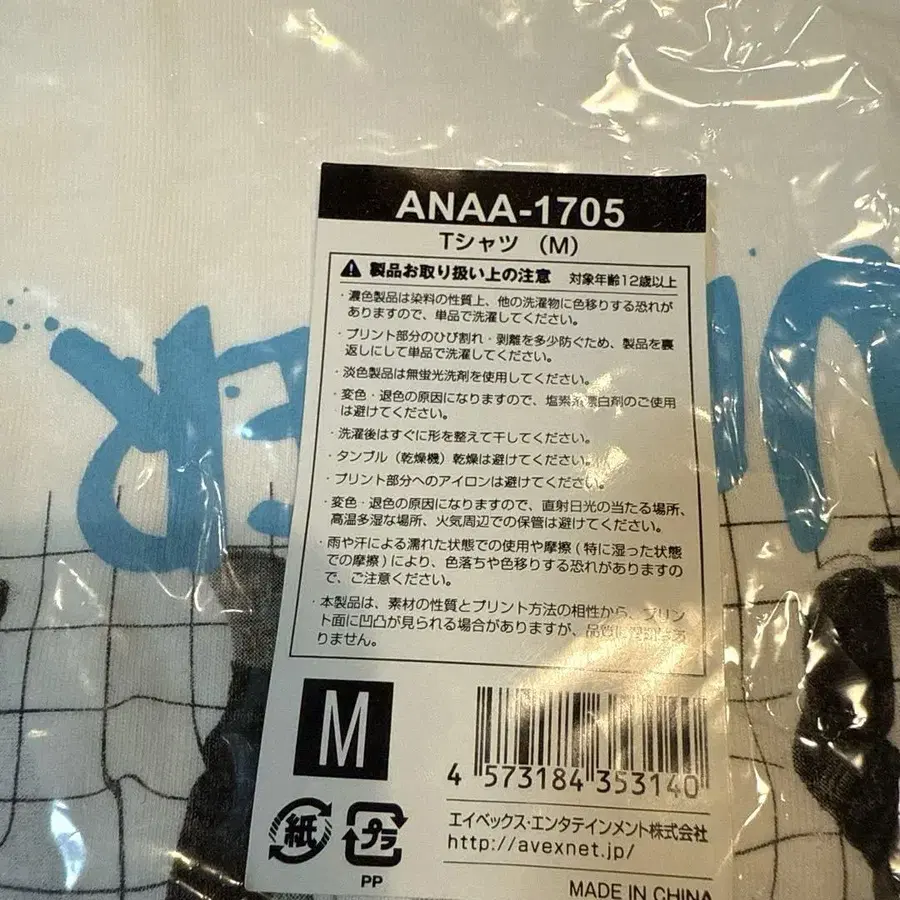 ANAA-1705
Tシャツ (M)
製品お取り扱い上の注意 対象年齢12歳以上
・濃色製品は染料の性質上、他の洗濯物に色移りする恐れが
ありますので、単品で洗濯してください。
・プリント部分のひび割れ・剥離を多少防ぐため、製品を裏
返しにして単品で洗濯してください。
・淡色製品は無蛍光洗剤を使用してください。
・変色・退色の原因になりますので、塩素系漂白剤のご使用
は避けてください。
・洗濯後はすぐに形を整えて干してください。
・タンブル(乾燥機)乾燥は避けてください。
・プリント部分へのアイロンは避けてください。
・変色・退色の原因になりますので、直射日光の当たる場所、
高温多湿な場所、火気周辺での保管は避けてください。
・雨や汗による濡れた状態での使用や摩擦(特に湿った状態
での摩擦)により、色落ちや色移りする恐れがありますの
で、ご注意ください。
・本製品は、素材の性質とプリント方法の相性から、プリン
ト面に凹凸が見られる場合がありますが、品質に
りません。
M
4 573184 353140
紙
プラ
PP
エイベックス・エンタテインメント株式会社
http://avexnet.jp/
MADE IN CHINA
ER